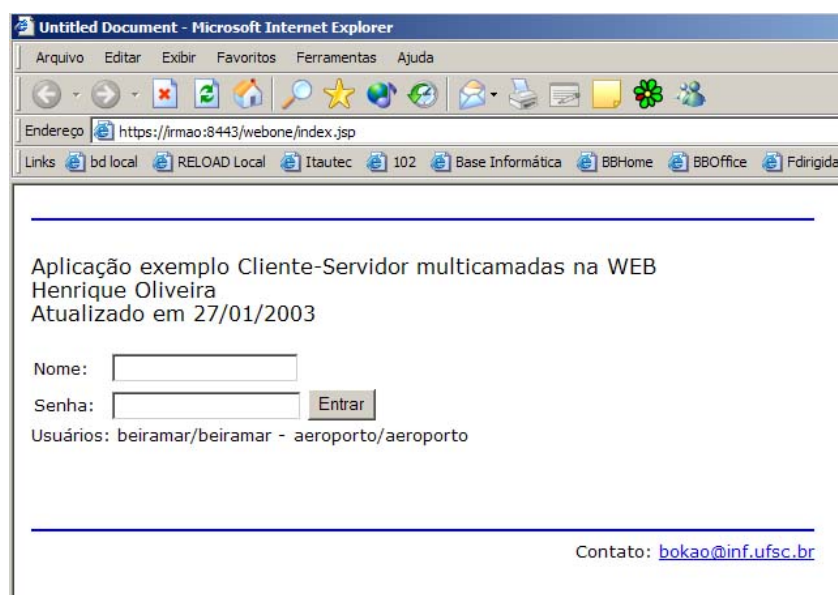 Untitled Document - Microsoft Internet Explorer
Arquivo Editar Exibir Favoritos Ferramentas Ajuda
Endereço https://irmao:8443/webone/index.jsp
Links bd local RELOAD Local Itautec 102 Base Informática BBHome BBOffice Fdirigida
Aplicação exemplo Cliente-Servidor multicamadas na WEB
Henrique Oliveira
Atualizado em 27/01/2003
Nome:
Senha: Entrar
Usuários: beiramar/beiramar - aeroporto/aeroporto
Contato: bokao@inf.ufsc.br